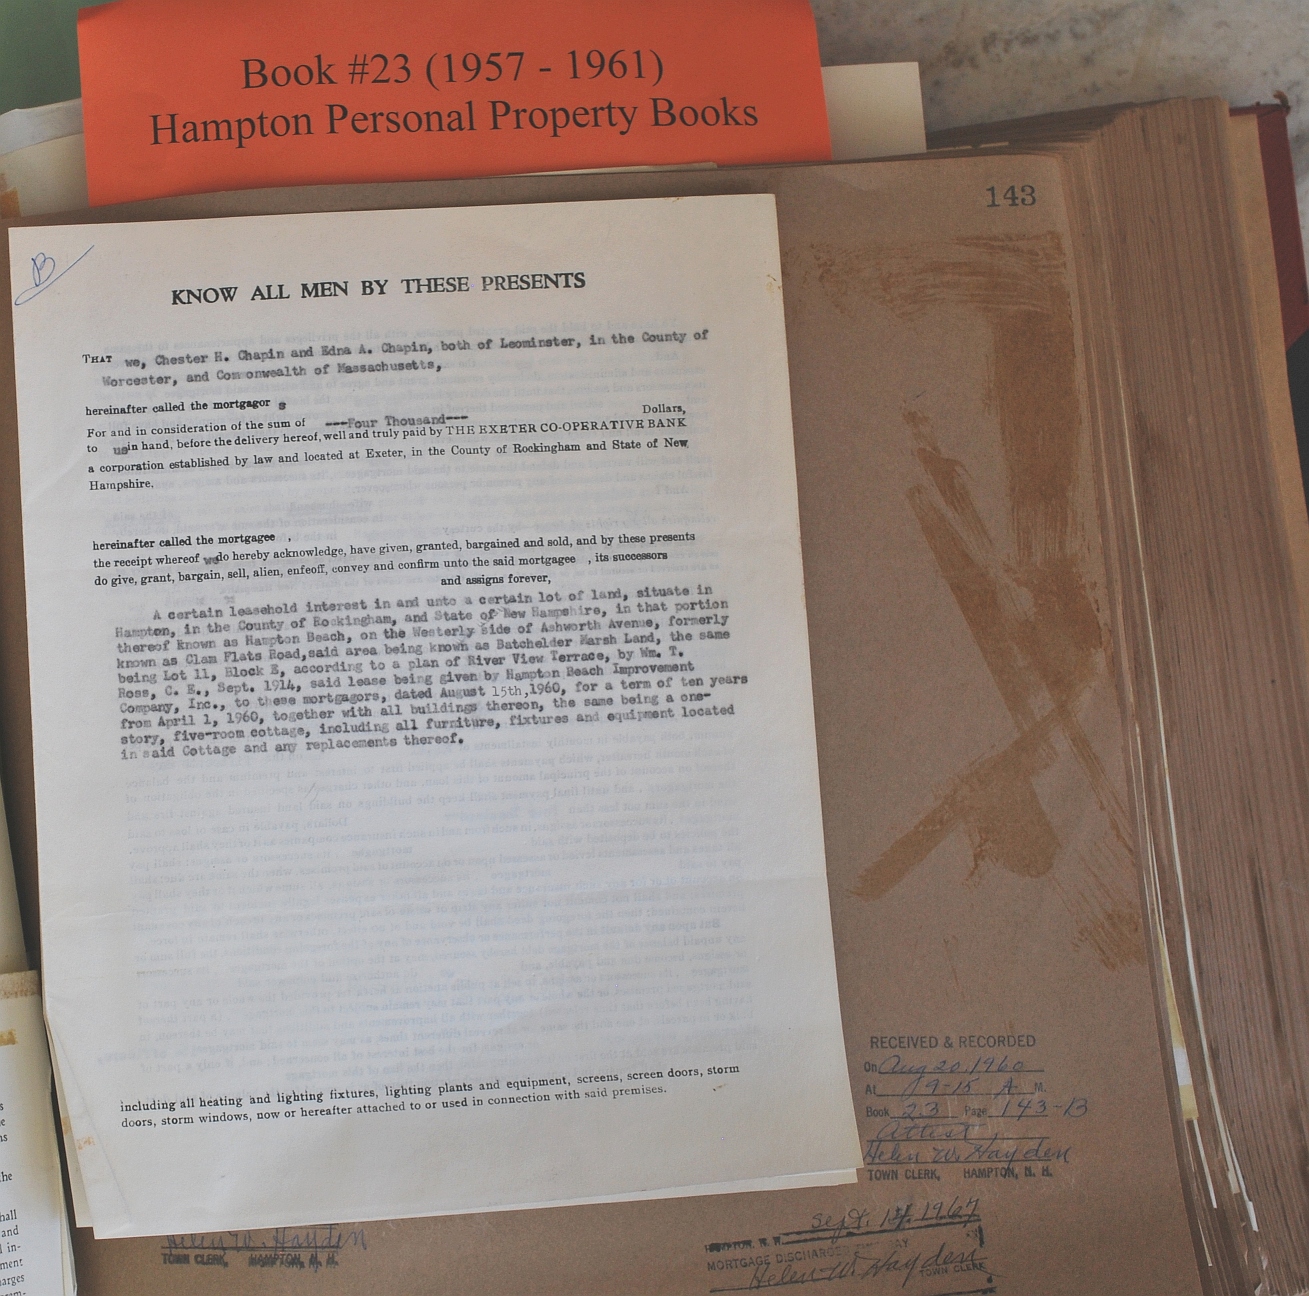 Book #23 (1957 - 1961)
Hampton Personal Property Books
143
B
KNOW ALL MEN BY THESE PRESENTS
THAT we, Chester H. Chapin and Edna A. Chapin, both of Leominster, in the County of
Worcester, and Commonwealth of Massachusetts,
hereinafter called the mortgagor s
For and in consideration of the sum of ---Four Thousand--- Dollars,
to us in hand, before the delivery hereof, well and truly paid by THE EXETER CO-OPERATIVE BANK
a corporation established by law and located at Exeter, in the County of Rockingham and State of New
Hampshire.
hereinafter called the mortgagee ,
the receipt whereof we do hereby acknowledge, have given, granted, bargained and sold, and by these presents
do give, grant, bargain, sell, alien, enfeoff, convey and confirm unto the said mortgagee , its successors
and assigns forever,
A certain leasehold interest in and unto a certain lot of land, situate in
Hampton, in the County of Rockingham, and State of New Hampshire, in that portion
thereof known as Hampton Beach, on the Westerly side of Ashworth Avenue, formerly
known as Clam Flats Road, said area being known as Batchelder Marsh Land, the same
being Lot 11, Block E, according to a plan of River View Terrace, by Wm. T.
Ross, C. E., Sept. 1914, said lease being given by Hampton Beach Improvement
Company, Inc., to these mortgagors, dated August 15th, 1960, for a term of ten years
from April 1, 1960, together with all buildings thereon, the same being a one-
story, five-room cottage, including all furniture, fixtures and equipment located
in said Cottage and any replacements thereof.
including all heating and lighting fixtures, lighting plants and equipment, screens, screen doors, storm
doors, storm windows, now or hereafter attached to or used in connection with said premises.
RECEIVED & RECORDED
On Aug 20, 1960
At 9-15 A. M.
Book 23 Page 143-B
Attest
Helen W. Hayden
TOWN CLERK, HAMPTON, N. H.
Helen W. Hayden
TOWN CLERK, HAMPTON, N. H.
Sept. 14, 1967
HAMPTON, N. H.
MORTGAGE DISCHARGED
Helen W. Hayden
TOWN CLERK
the
hall
and
d in-
ment
arges